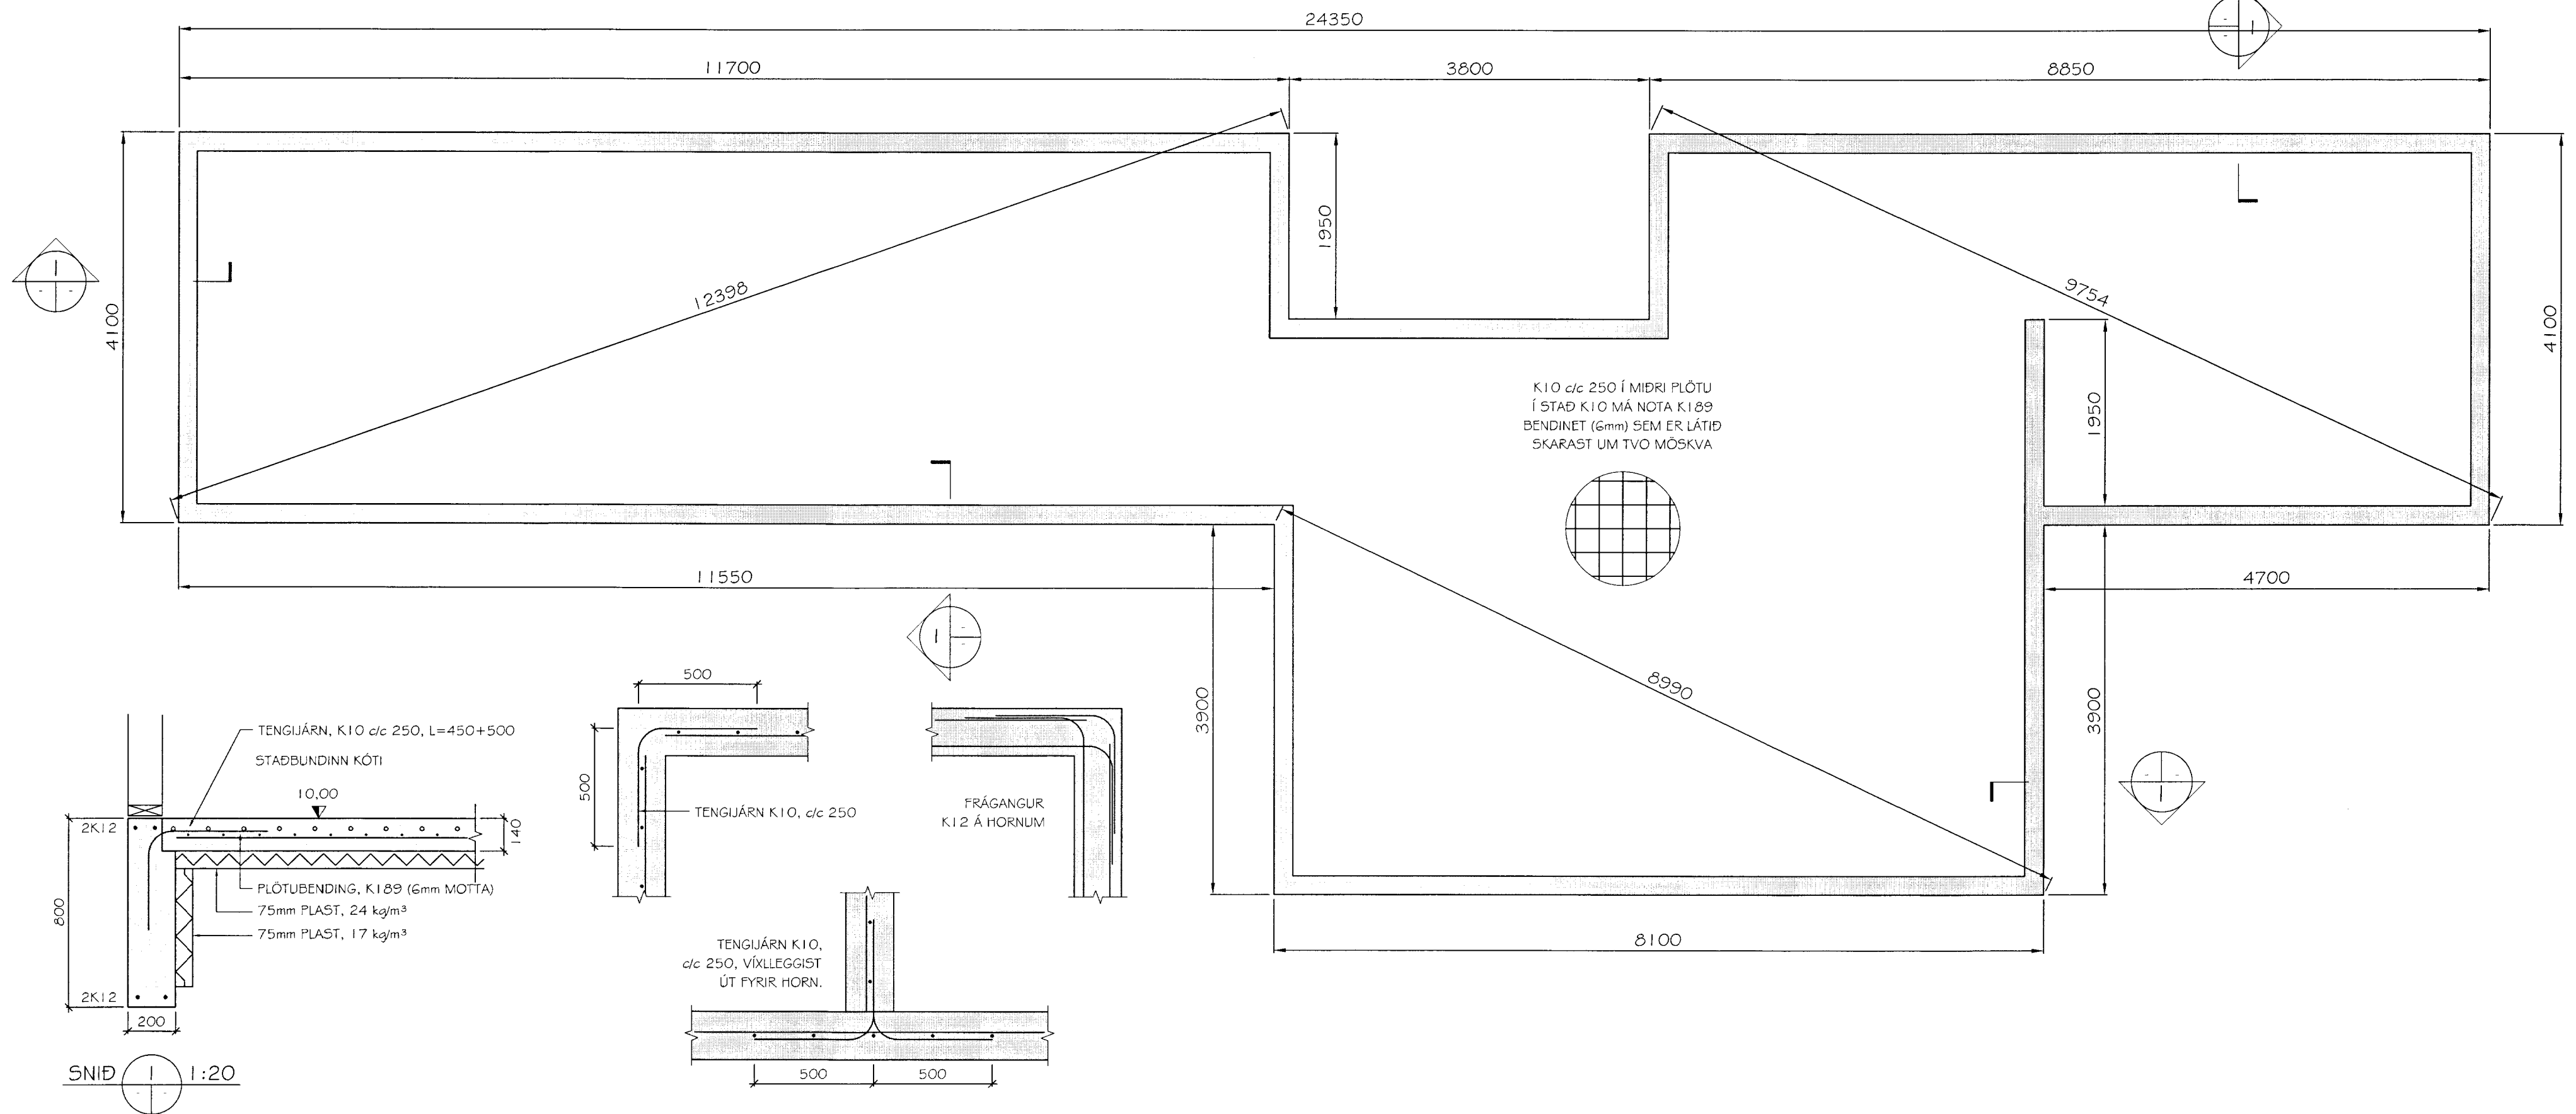 24350
11700
3800
8850
1
1950
4100
1
12398
9754
4100
K10 c/c 250 Í MIÐRI PLÖTU
Í STAÐ K10 MÁ NOTA K189
BENDINET (6mm) SEM ER LÁTIÐ
SKARAST UM TVO MÖSKVA
1950
11550
4700
1
3900
8990
3900
1
8100
TENGIJÁRN, K10 c/c 250, L=450+500
STAÐBUNDINN KÓTI
10,00
2K12
140
PLÖTUBENDING, K189 (6mm MOTTA)
75mm PLAST, 24 kg/m³
75mm PLAST, 17 kg/m³
800
2K12
200
SNIÐ 1 1:20
500
500
TENGIJÁRN K10, c/c 250
FRÁGANGUR
K12 Á HORNUM
TENGIJÁRN K10,
c/c 250, VÍXLLEGGIST
ÚT FYRIR HORN.
500
500